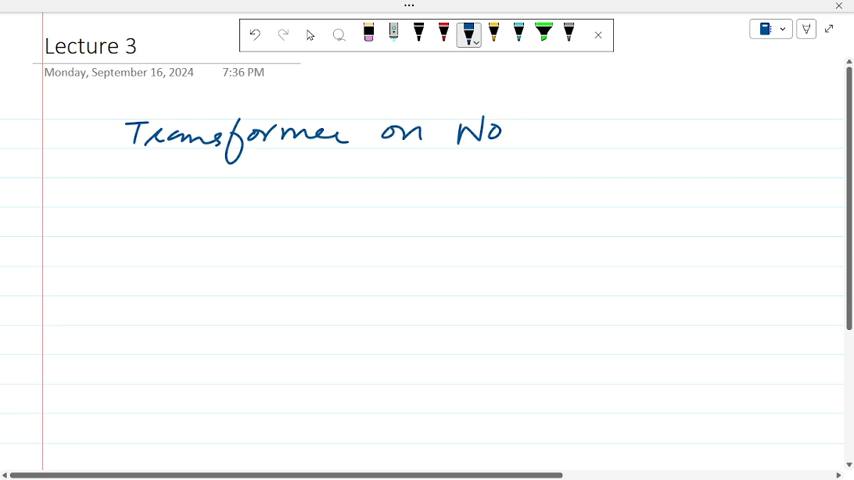 Lecture 3
Monday, September 16, 2024 7:36 PM
Transformer on No